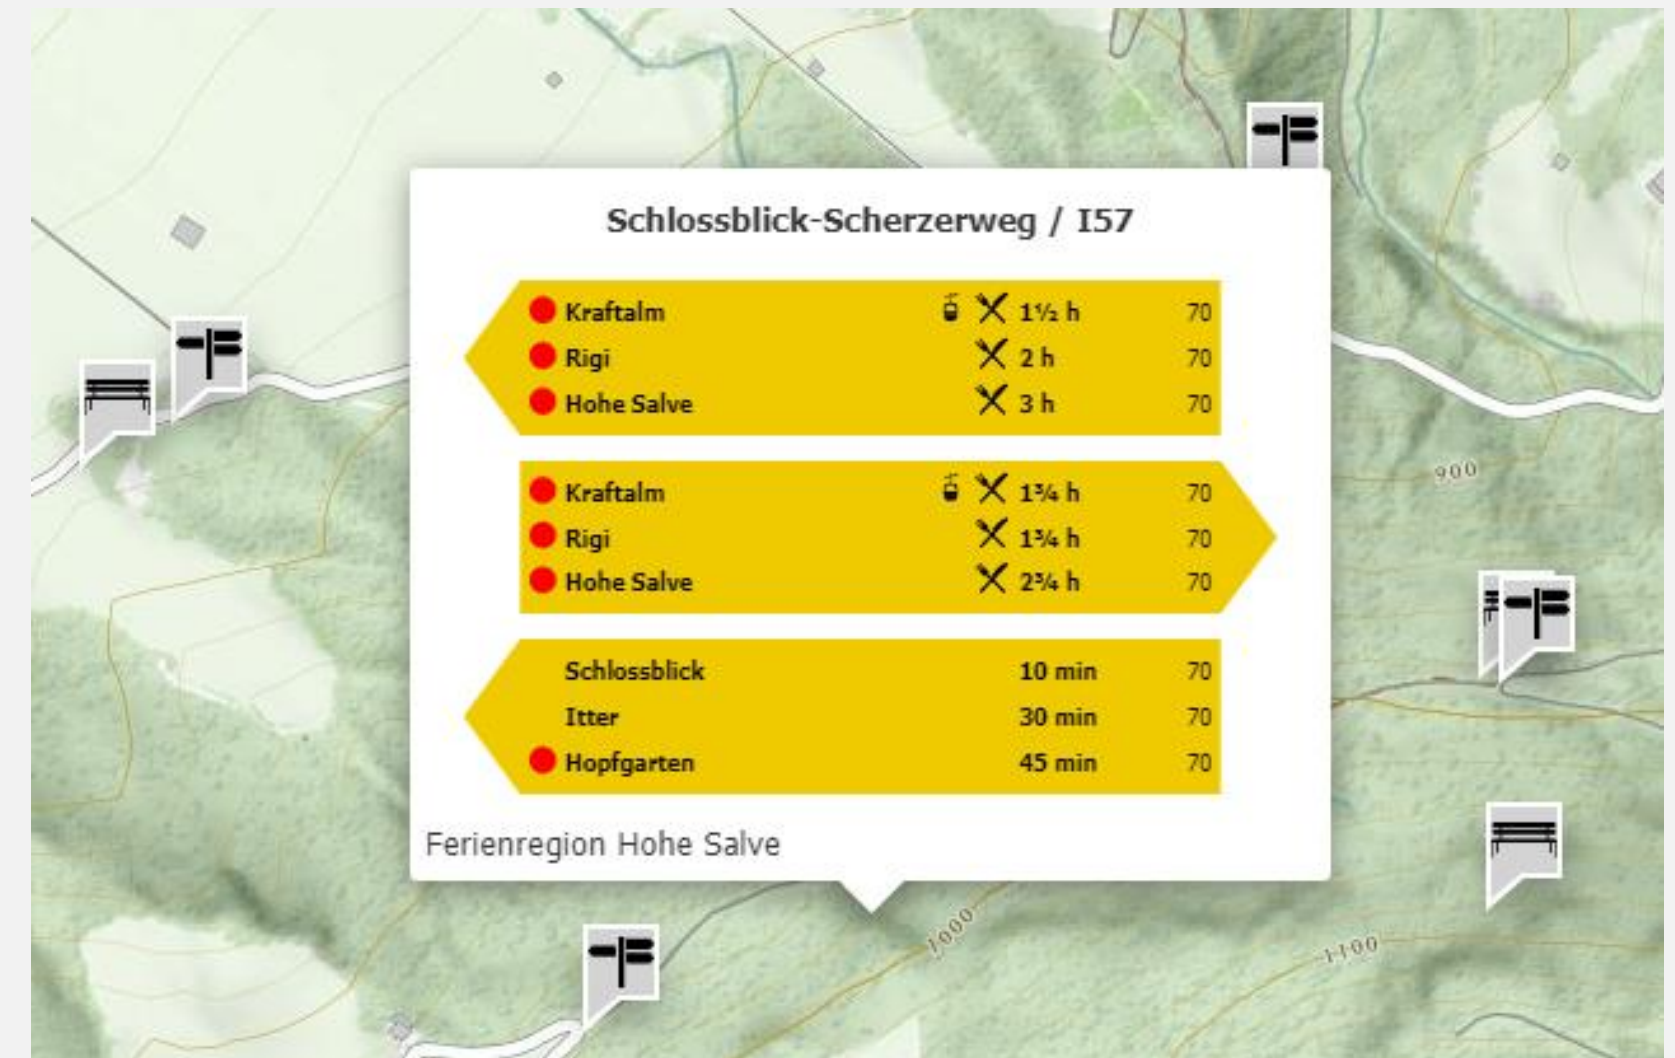 Schlossblick-Scherzerweg / I57
Kraftalm 1½ h 70
Rigi 2 h 70
Hohe Salve 3 h 70
Kraftalm 1¾ h 70
Rigi 1¾ h 70
Hohe Salve 2¾ h 70
Schlossblick 10 min 70
Itter 30 min 70
Hopfgarten 45 min 70
Ferienregion Hohe Salve
900
1000
1100